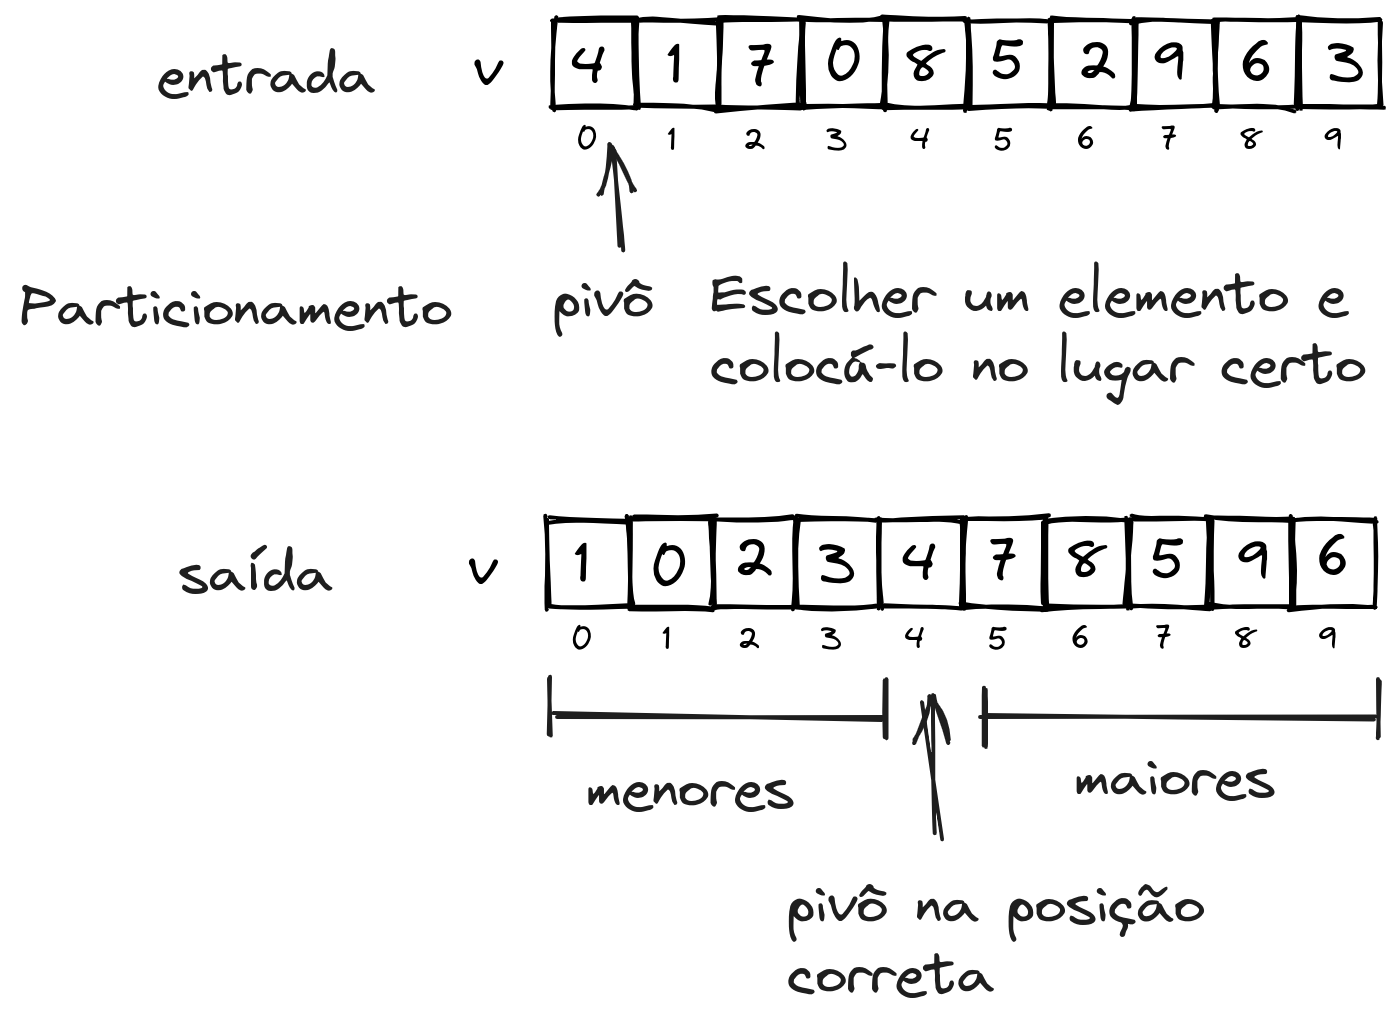 entrada v 4 1 7 0 8 5 2 9 6 3
0 1 2 3 4 5 6 7 8 9
Particionamento pivô Escolher um elemento e
colocá-lo no lugar certo
saída v 1 0 2 3 4 7 8 5 9 6
0 1 2 3 4 5 6 7 8 9
menores maiores
pivô na posição
correta